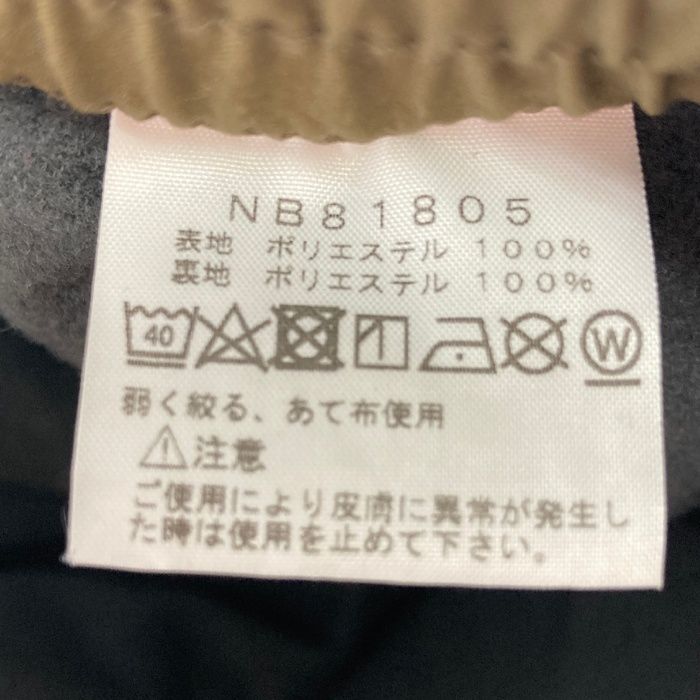 NB81805
表地 ポリエステル 100%
裏地 ポリエステル 100%
40 W
弱く絞る、あて布使用
注意
ご使用により皮膚に異常が発生し
た時は使用を止めて下さい。